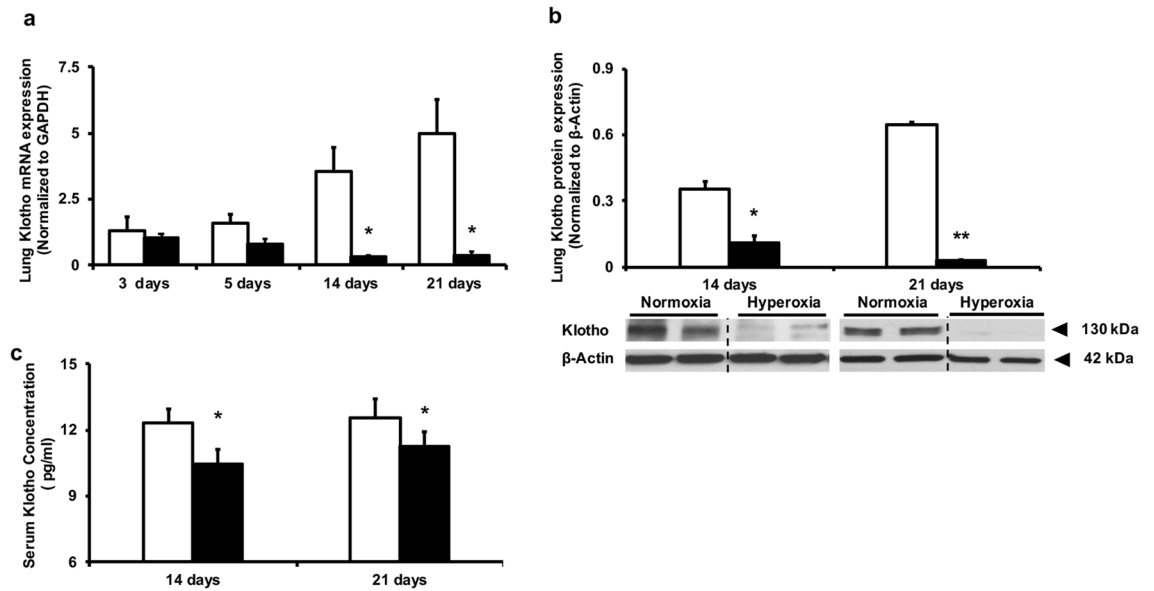 a
Lung Klotho mRNA expression
(Normalized to GAPDH)
7.5
5
2.5
0
*
*
3 days
5 days
14 days
21 days
b
Lung Klotho protein expression
(Normalized to β-Actin)
0.9
0.6
0.3
0
*
**
14 days
21 days
Normoxia
Hyperoxia
Normoxia
Hyperoxia
Klotho
130 kDa
β-Actin
42 kDa
c
Serum Klotho Concentration
( pg/ml)
15
12
9
6
*
*
14 days
21 days